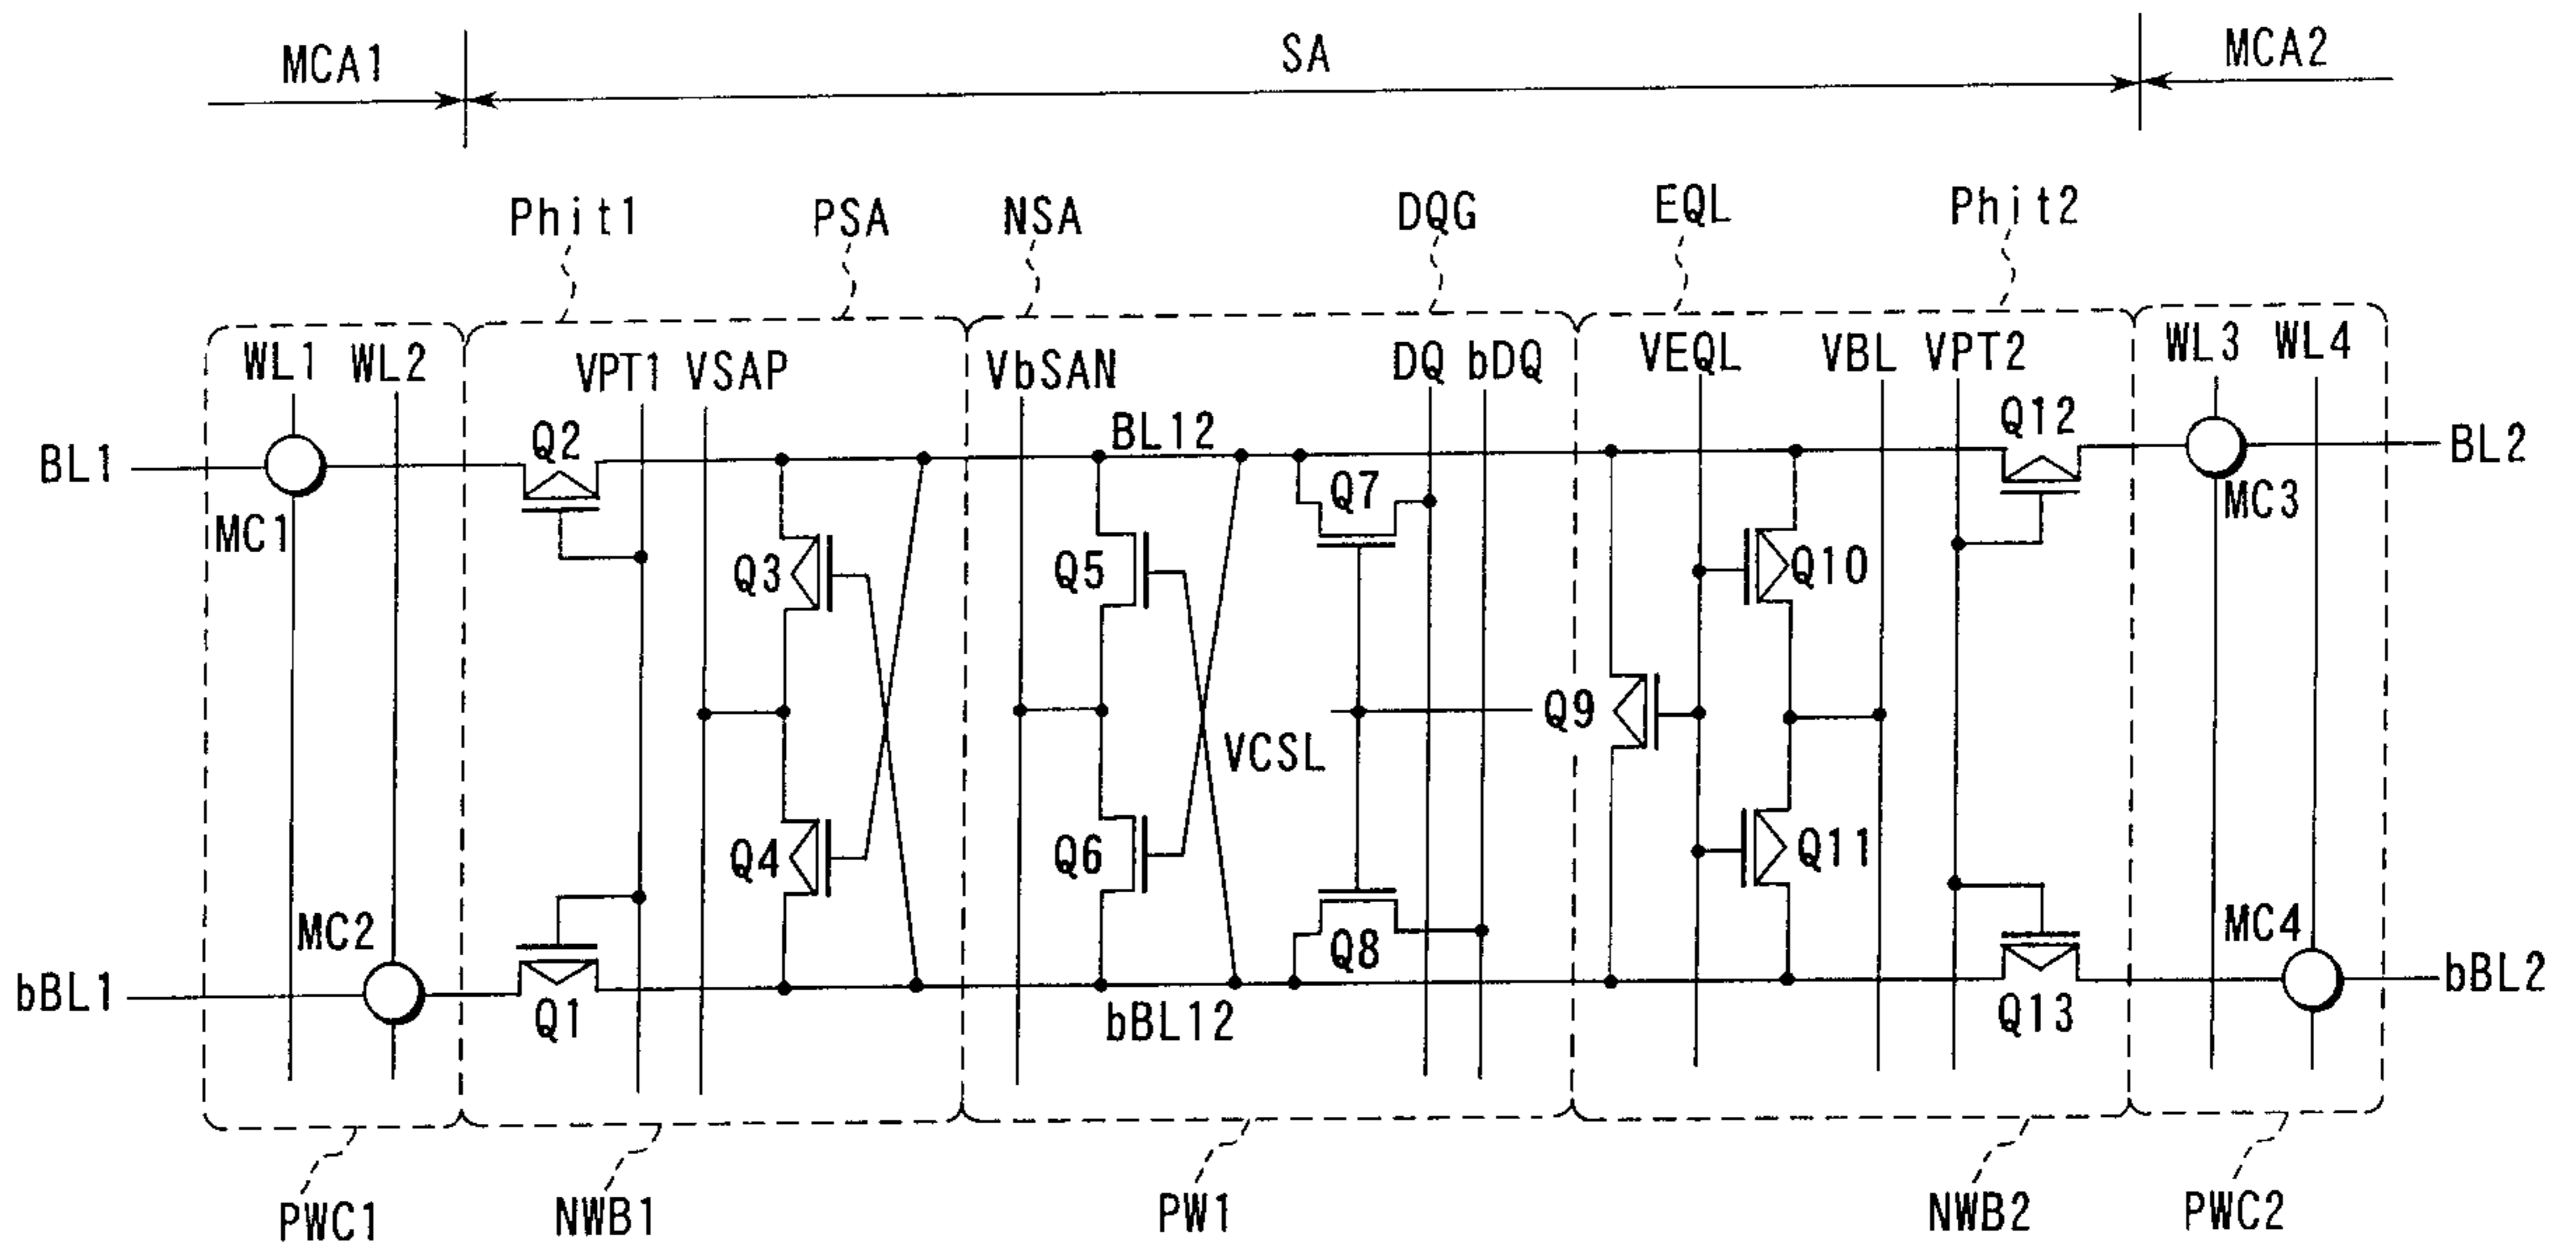 MCA1 SA MCA2
Phit1 PSA NSA DQG EQL Phit2
WL1 WL2 VPT1 VSAP VbSAN DQ bDQ VEQL VBL VPT2 WL3 WL4
BL1 Q2 BL12 Q12 BL2
MC1 Q3 Q5 Q7 Q10 MC3
VCSL Q9
Q4 Q6 Q11
MC2 Q8 MC4
bBL1 Q1 bBL12 Q13 bBL2
PWC1 NWB1 PW1 NWB2 PWC2